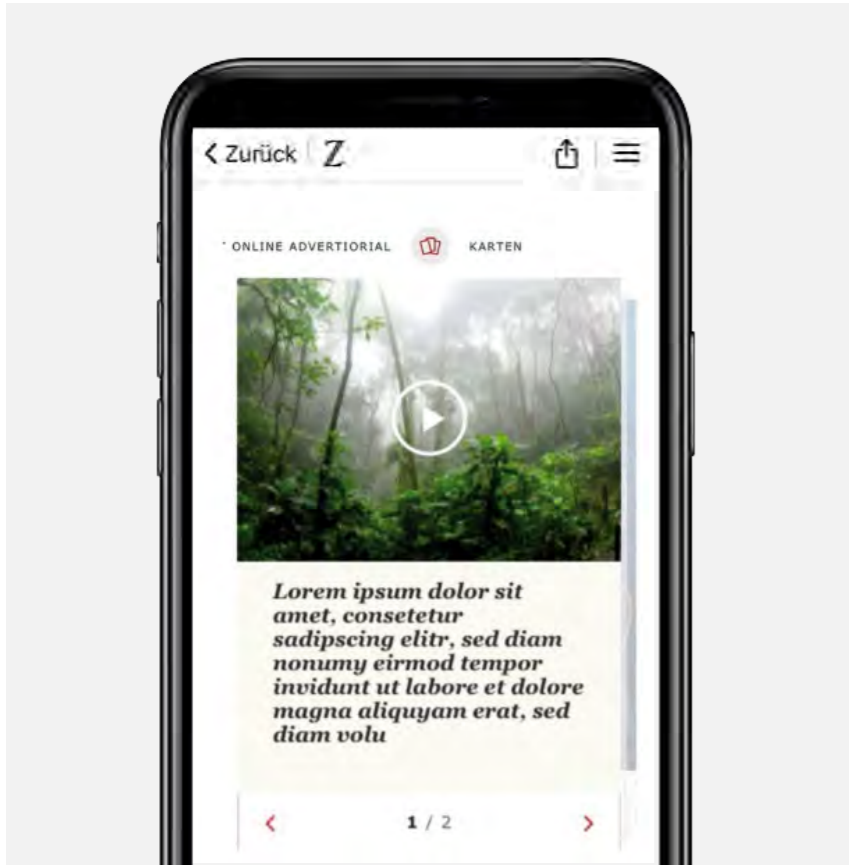 Zurück Z
ONLINE ADVERTIORIAL KARTEN
Lorem ipsum dolor sit
amet, consetetur
sadipscing elitr, sed diam
nonumy eirmod tempor
invidunt ut labore et dolore
magna aliquyam erat, sed
diam volu
1 / 2